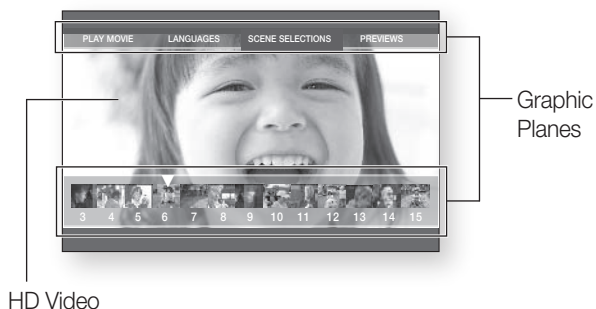 PLAY MOVIE LANGUAGES SCENE SELECTIONS PREVIEWS
Graphic
Planes
3 4 5 6 7 8 9 10 11 12 13 14 15
HD Video